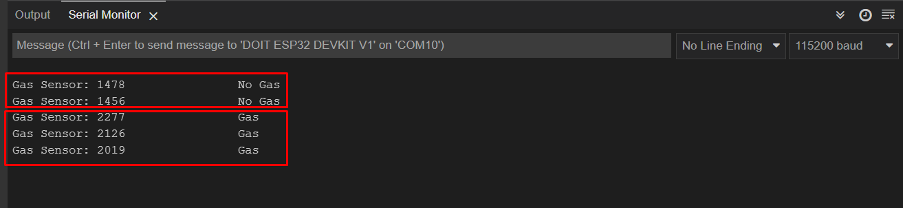 Output Serial Monitor
Message (Ctrl + Enter to send message to 'DOIT ESP32 DEVKIT V1' on 'COM10') No Line Ending 115200 baud
Gas Sensor: 1478 No Gas
Gas Sensor: 1456 No Gas
Gas Sensor: 2277 Gas
Gas Sensor: 2126 Gas
Gas Sensor: 2019 Gas